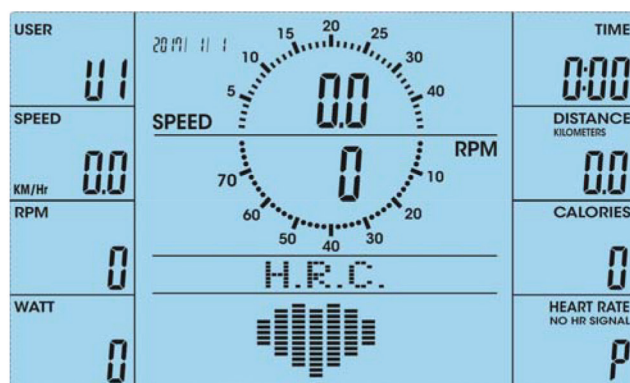 USER
U1
SPEED
KM/Hr 0.0
RPM
0
WATT
0
2017/ 1/ 1
5 10 15 20 25 30 40
SPEED 0.0
0 RPM
70 60 50 40 30 20 10
H.R.C.
TIME
0:00
DISTANCE
KILOMETERS
0.0
CALORIES
0
HEART RATE
NO HR SIGNAL
P